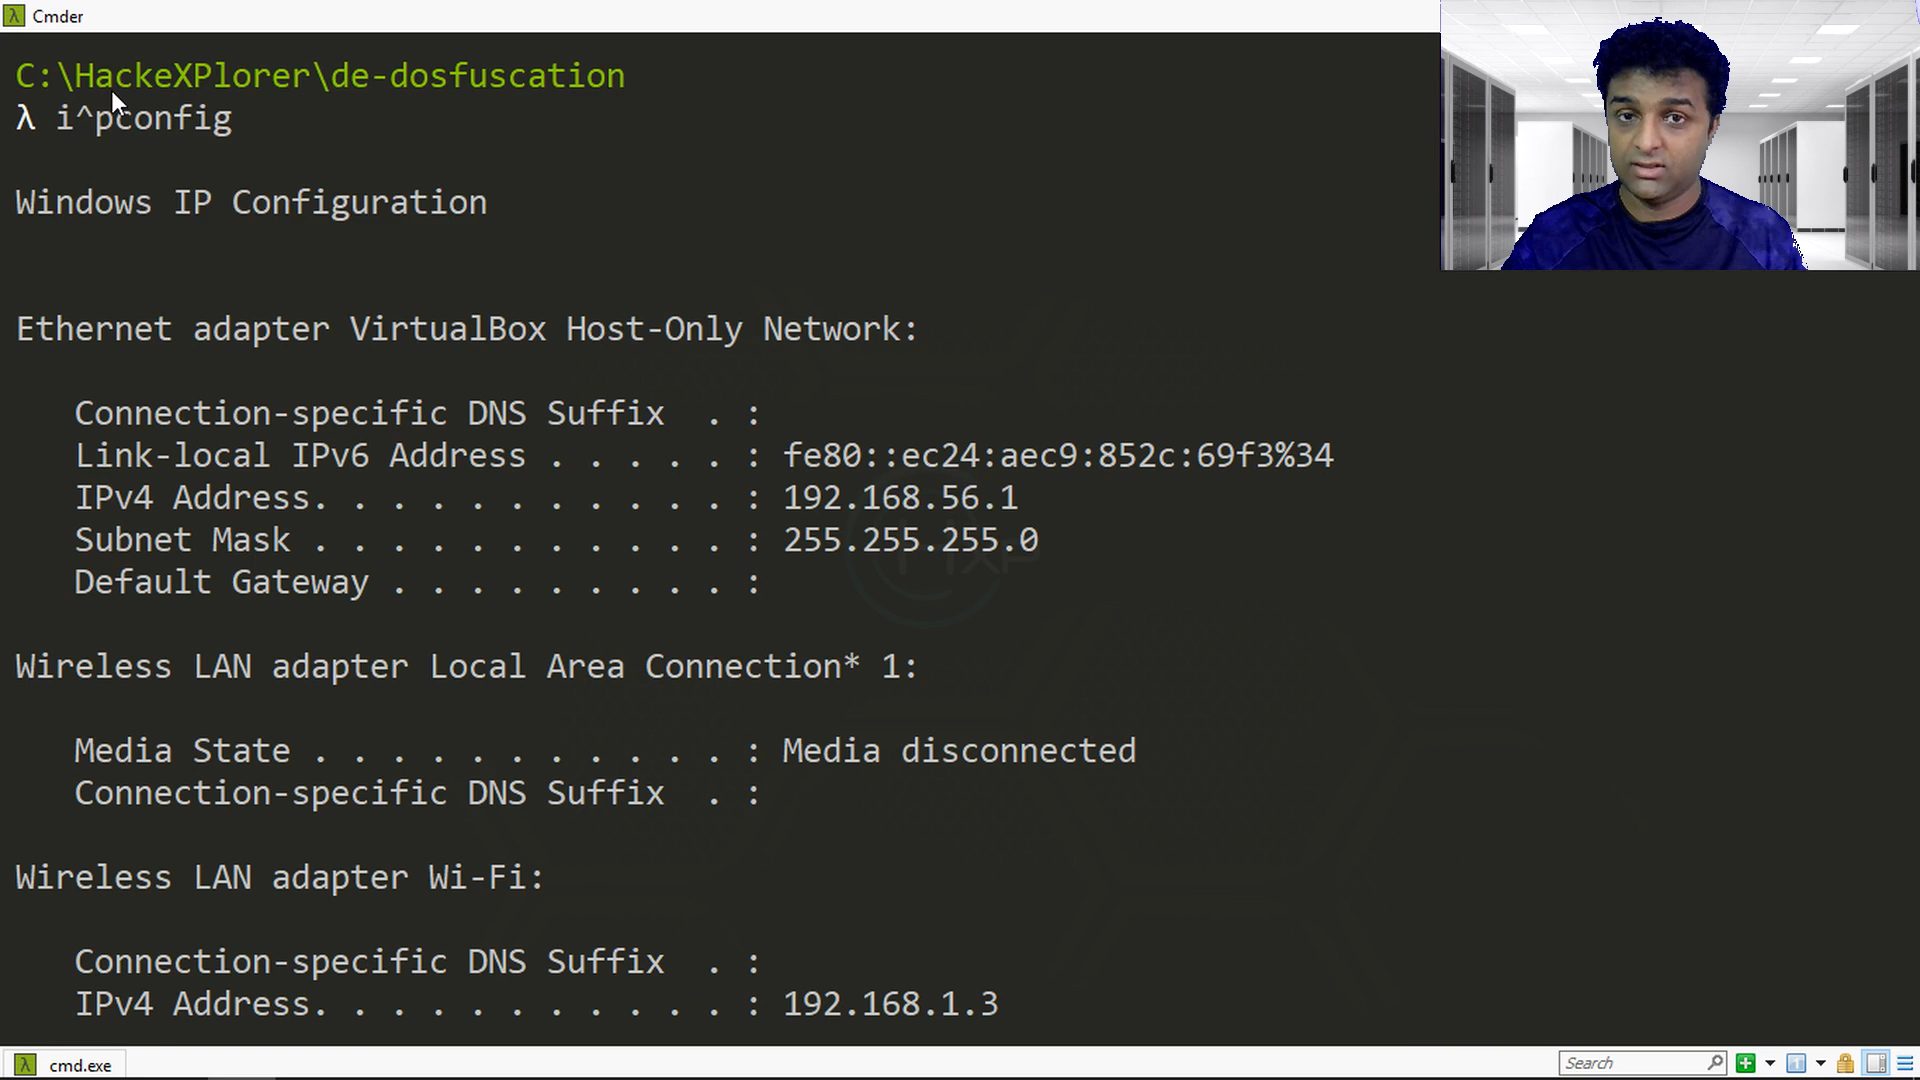 Cmder
C:\HackeXPlorer\de-dosfuscation
λ i^pconfig
Windows IP Configuration
Ethernet adapter VirtualBox Host-Only Network:
Connection-specific DNS Suffix  . :
Link-local IPv6 Address . . . . . : fe80::ec24:aec9:852c:69f3%34
IPv4 Address. . . . . . . . . . . : 192.168.56.1
Subnet Mask . . . . . . . . . . . : 255.255.255.0
Default Gateway . . . . . . . . . :
Wireless LAN adapter Local Area Connection* 1:
Media State . . . . . . . . . . . : Media disconnected
Connection-specific DNS Suffix  . :
Wireless LAN adapter Wi-Fi:
Connection-specific DNS Suffix  . :
IPv4 Address. . . . . . . . . . . : 192.168.1.3
λ cmd.exe
Search